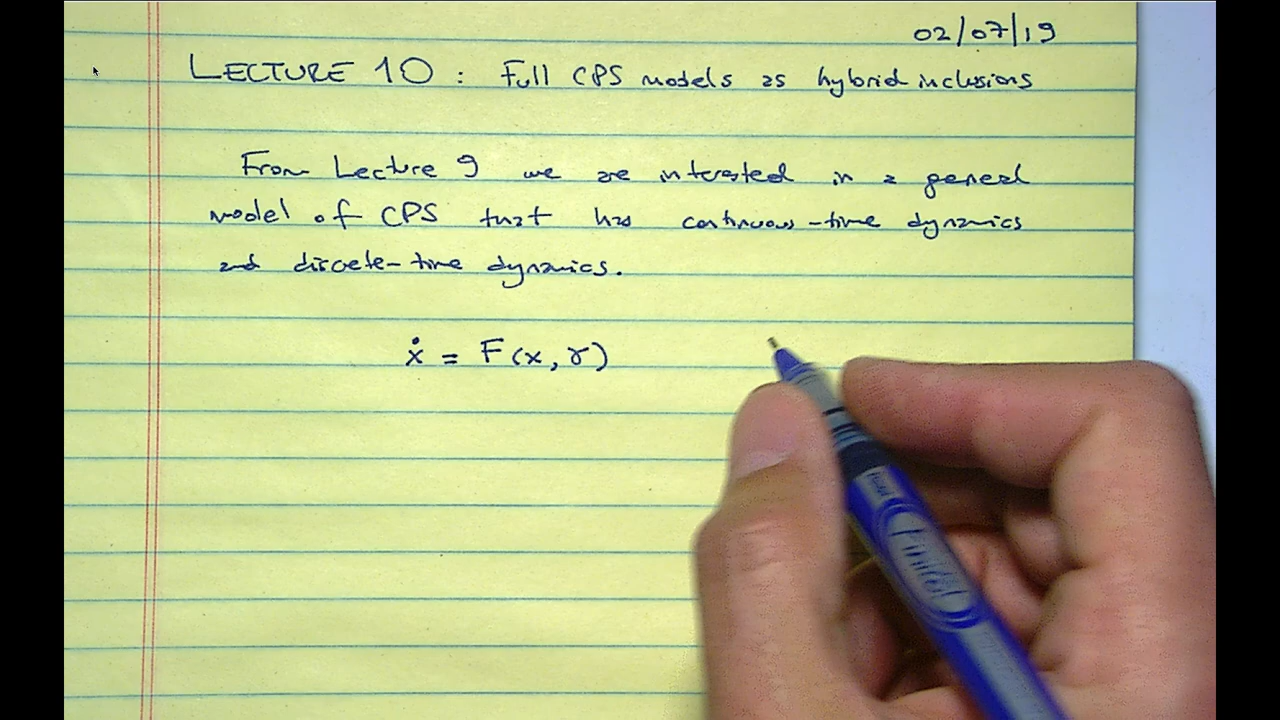 02/07/19
LECTURE 10 : Full CPS models as hybrid inclusions
From Lecture 9 we are interested in a general
model of CPS that has continuous-time dynamics
and discrete-time dynamics.
ẋ = F(x, γ)